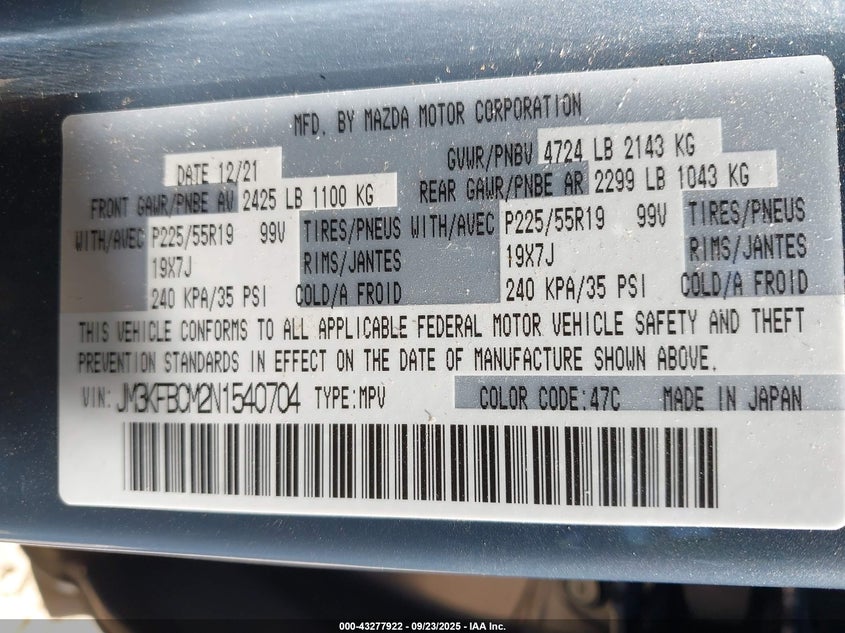 MFD. BY MAZDA MOTOR CORPORATION
DATE 12/21 GVWR/PNBV 4724 LB 2143 KG
FRONT GAWR/PNBE AV 2425 LB 1100 KG REAR GAWR/PNBE AR 2299 LB 1043 KG
WITH/AVEC P225/55R19 99V TIRES/PNEUS WITH/AVEC P225/55R19 99V TIRES/PNEUS
19X7J RIMS/JANTES 19X7J RIMS/JANTES
240 KPA/35 PSI COLD/A FROID 240 KPA/35 PSI COLD/A FROID
THIS VEHICLE CONFORMS TO ALL APPLICABLE FEDERAL MOTOR VEHICLE SAFETY AND THEFT
PREVENTION STANDARDS IN EFFECT ON THE DATE OF MANUFACTURE SHOWN ABOVE.
VIN: JM3KFBCM2N1540704 TYPE:MPV COLOR CODE:47C MADE IN JAPAN
000-43277922 - 09/23/2025 - IAA Inc.